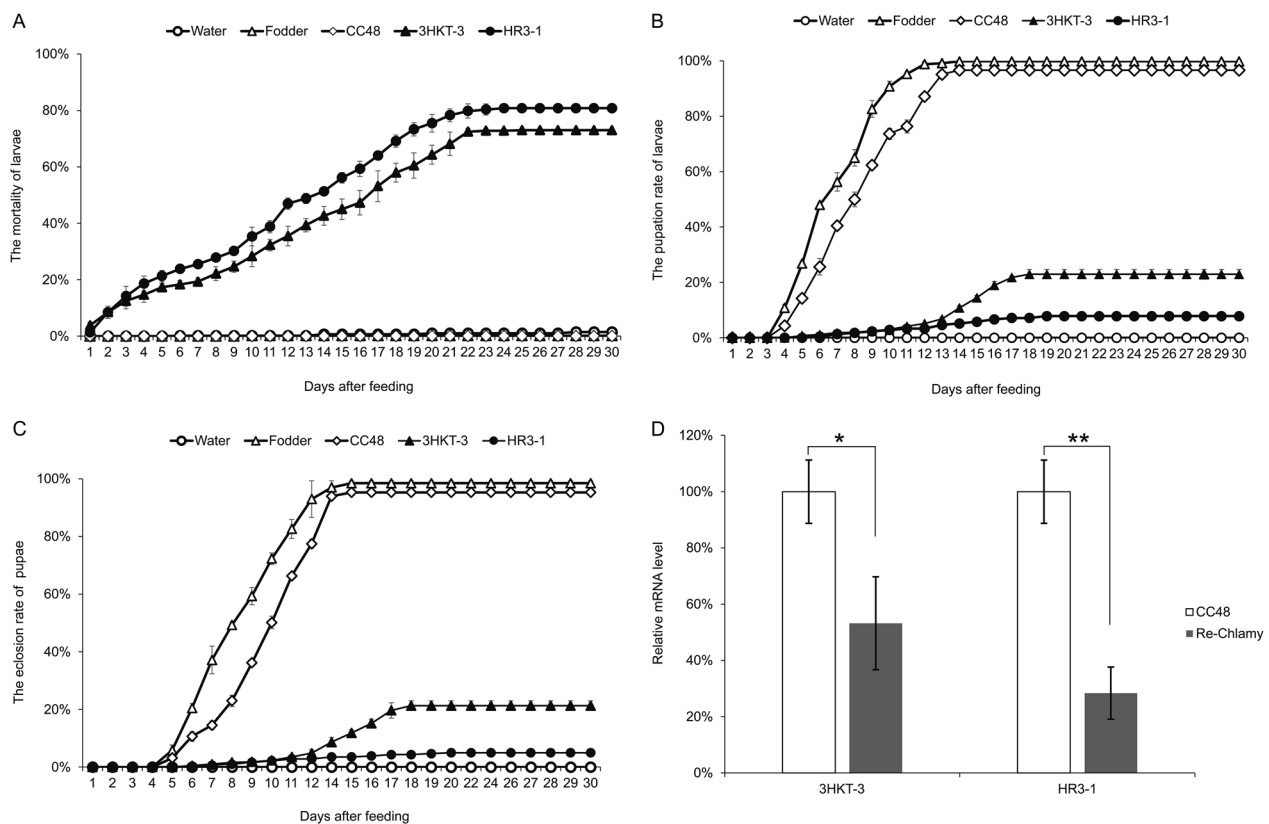 A
Water Fodder CC48 3HKT-3 HR3-1
100%
80%
60%
40%
20%
0%
The mortality of larvae
1 2 3 4 5 6 7 8 9 10 11 12 13 14 15 16 17 18 19 20 21 22 23 24 25 26 27 28 29 30
Days after feeding
B
Water Fodder CC48 3HKT-3 HR3-1
100%
80%
60%
40%
20%
0%
The pupation rate of larvae
1 2 3 4 5 6 7 8 9 10 11 12 13 14 15 16 17 18 19 20 21 22 23 24 25 26 27 28 29 30
Days after feeding
C
Water Fodder CC48 3HKT-3 HR3-1
100%
80%
60%
40%
20%
0%
The eclosion rate of pupae
1 2 3 4 5 6 7 8 9 10 11 12 14 15 16 17 18 19 20 22 24 26 27 28 29 30
Days after feeding
D
120%
100%
80%
60%
40%
20%
0%
Relative mRNA level
*
**
3HKT-3 HR3-1
CC48
Re-Chlamy